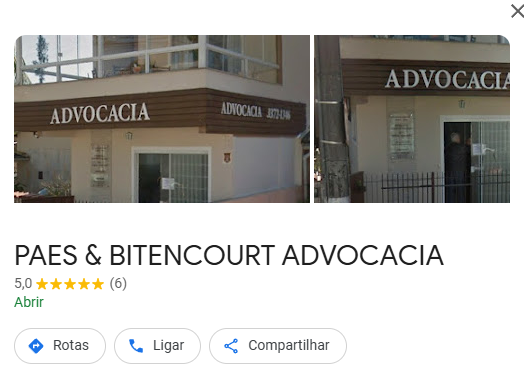 ADVOCACIA
ADVOCACIA
ADVOCACIA
PAES & BITENCOURT ADVOCACIA
5,0 (6)
Abrir
Rotas
Ligar
Compartilhar